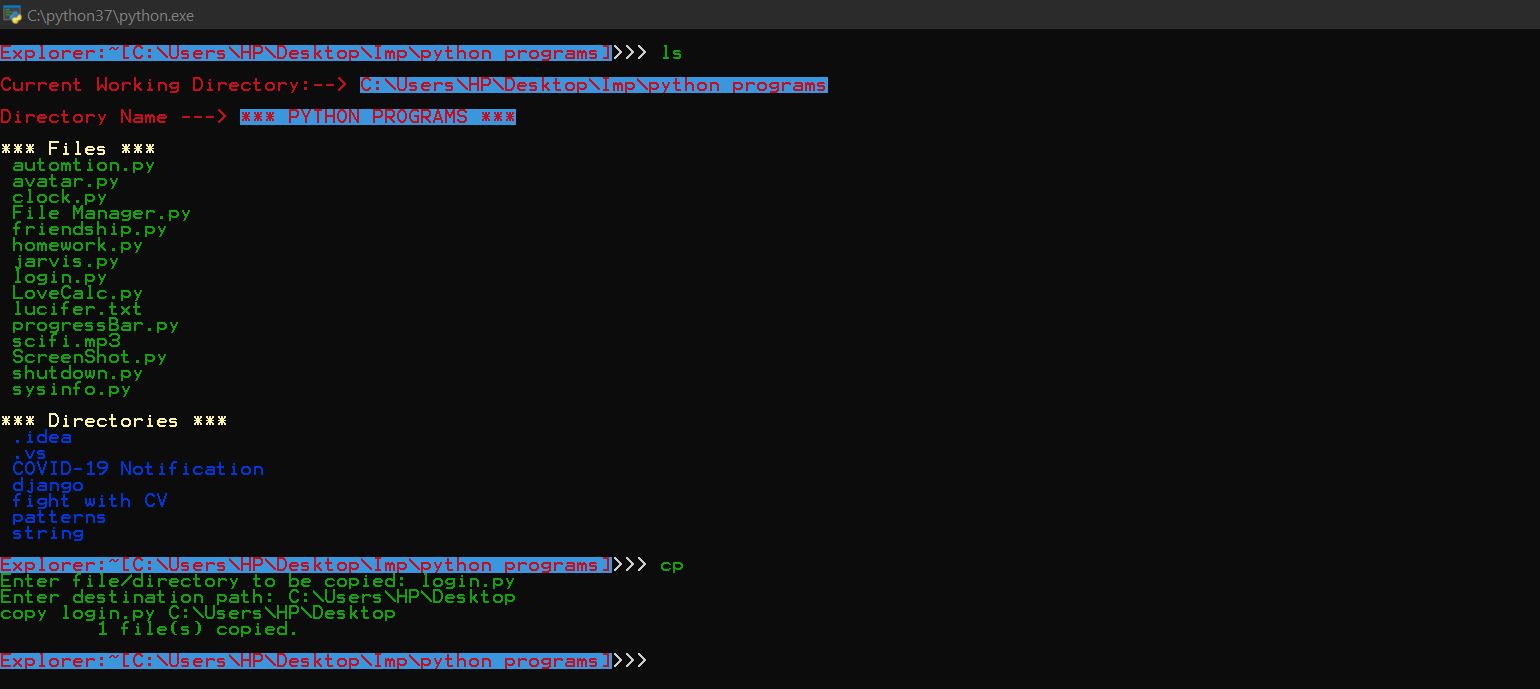 C:\python37\python.exe
Explorer:~[C:\Users\HP\Desktop\Imp\python programs]>>> ls
Current Working Directory:--> C:\Users\HP\Desktop\Imp\python programs
Directory Name ---> *** PYTHON PROGRAMS ***
*** Files ***
automtion.py
avatar.py
clock.py
File Manager.py
friendship.py
homework.py
jarvis.py
login.py
LoveCalc.py
lucifer.txt
progressBar.py
scifi.mp3
ScreenShot.py
shutdown.py
sysinfo.py
*** Directories ***
.idea
.vs
COVID-19 Notification
django
fight with CV
patterns
string
Explorer:~[C:\Users\HP\Desktop\Imp\python programs]>>> cp
Enter file/directory to be copied: login.py
Enter destination path: C:\Users\HP\Desktop
copy login.py C:\Users\HP\Desktop
1 file(s) copied.
Explorer:~[C:\Users\HP\Desktop\Imp\python programs]>>>